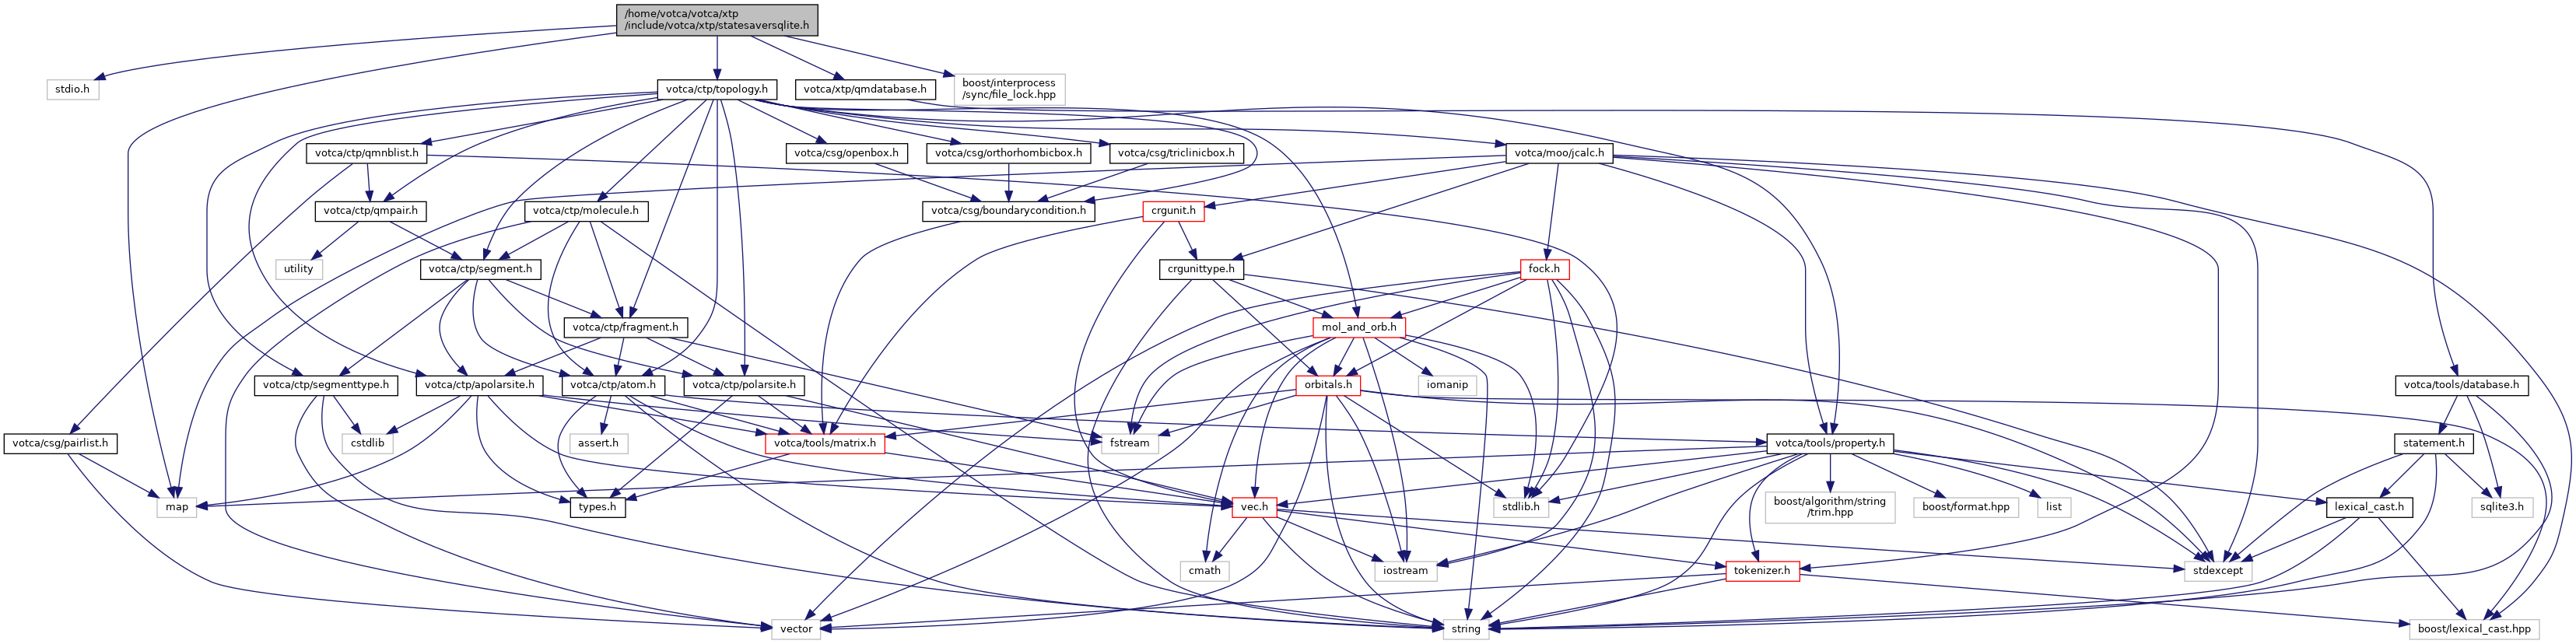 /home/votca/votca/xtp
/include/votca/xtp/statesaversqlite.h
stdio.h
votca/ctp/topology.h
votca/xtp/qmdatabase.h
boost/interprocess
/sync/file_lock.hpp
votca/ctp/qmnblist.h
votca/csg/openbox.h
votca/csg/orthorhombicbox.h
votca/csg/triclinicbox.h
votca/moo/jcalc.h
votca/ctp/qmpair.h
votca/ctp/molecule.h
votca/csg/boundarycondition.h
crgunit.h
utility
votca/ctp/segment.h
crgunittype.h
fock.h
votca/ctp/fragment.h
mol_and_orb.h
votca/ctp/segmenttype.h
votca/ctp/apolarsite.h
votca/ctp/atom.h
votca/ctp/polarsite.h
orbitals.h
iomanip
votca/tools/database.h
votca/csg/pairlist.h
cstdlib
assert.h
votca/tools/matrix.h
fstream
votca/tools/property.h
statement.h
map
types.h
vec.h
stdlib.h
boost/algorithm/string
/trim.hpp
boost/format.hpp
list
lexical_cast.h
sqlite3.h
cmath
iostream
tokenizer.h
stdexcept
vector
string
boost/lexical_cast.hpp